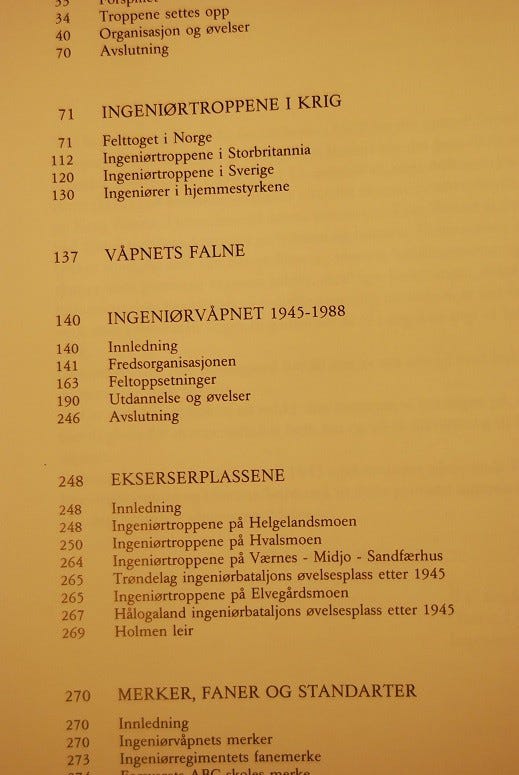 34 Troppene settes opp
40 Organisasjon og øvelser
70 Avslutning
71 INGENIØRTROPPENE I KRIG
71 Felttoget i Norge
112 Ingeniørtroppene i Storbritannia
120 Ingeniørtroppene i Sverige
130 Ingeniører i hjemmestyrkene
137 VÅPNETS FALNE
140 INGENIØRVÅPNET 1945-1988
140 Innledning
141 Fredsorganisasjonen
163 Feltoppsetninger
190 Utdannelse og øvelser
246 Avslutning
248 EKSERSERPLASSENE
248 Innledning
248 Ingeniørtroppene på Helgelandsmoen
250 Ingeniørtroppene på Hvalsmoen
264 Ingeniørtroppene på Værnes - Midjo - Sandfærhus
265 Trøndelag ingeniørbataljons øvelsesplass etter 1945
265 Ingeniørtroppene på Elvegårdsmoen
267 Hålogaland ingeniørbataljons øvelsesplass etter 1945
269 Holmen leir
270 MERKER, FANER OG STANDARTER
270 Innledning
270 Ingeniørvåpnets merker
273 Ingeniørregimentets fanemerke